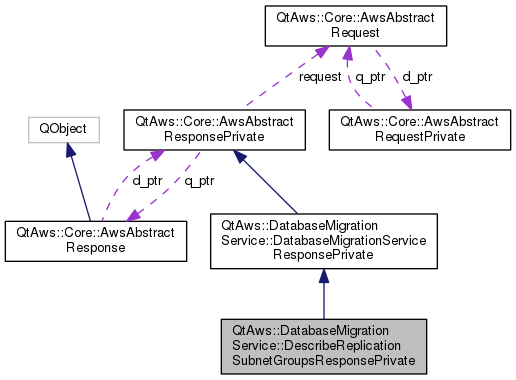 QtAws::Core::AwsAbstract
Request
request
q_ptr
d_ptr
QObject
QtAws::Core::AwsAbstract
ResponsePrivate
QtAws::Core::AwsAbstract
RequestPrivate
d_ptr
q_ptr
QtAws::Core::AwsAbstract
Response
QtAws::DatabaseMigration
Service::DatabaseMigrationService
ResponsePrivate
QtAws::DatabaseMigration
Service::DescribeReplication
SubnetGroupsResponsePrivate